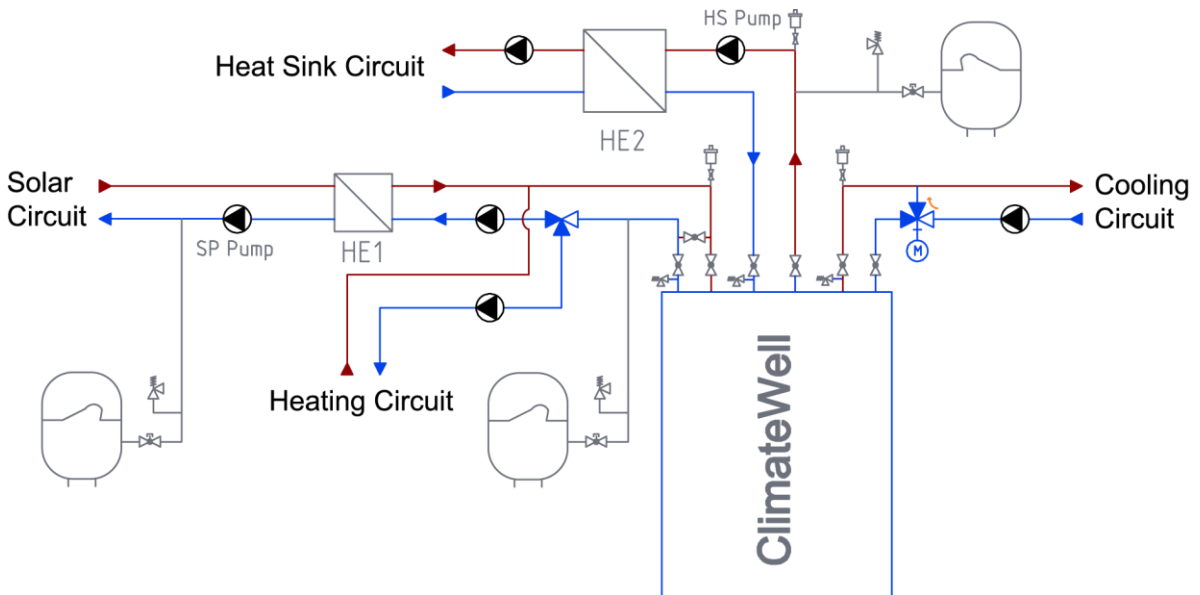 HS Pump
Heat Sink Circuit
HE2
Solar
Circuit
Cooling
Circuit
SP Pump
HE1
M
Heating Circuit
ClimateWell